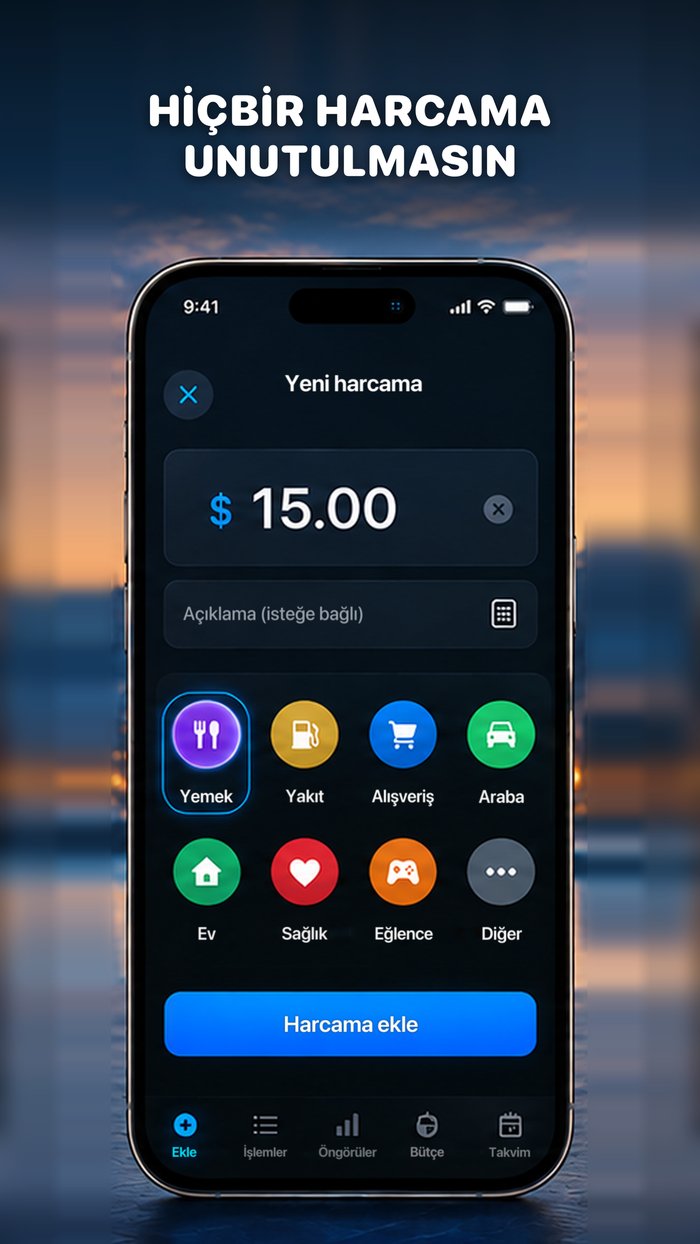 HİÇBİR HARCAMA
UNUTULMASIN
9:41
Yeni harcama
$ 15.00
Açıklama (isteğe bağlı)
Yemek Yakıt Alışveriş Araba
Ev Sağlık Eğlence Diğer
Harcama ekle
Ekle İşlemler Öngörüler Bütçe Takvim